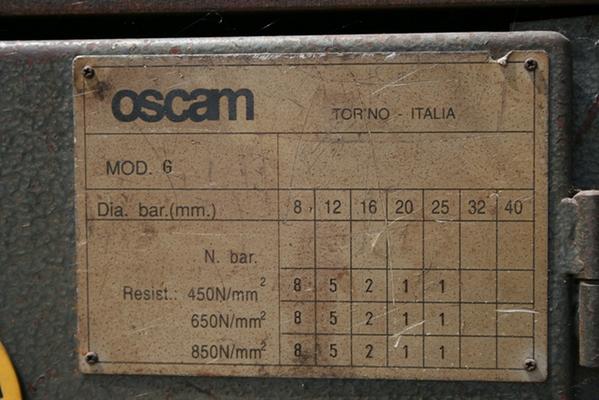 oscam TORINO - ITALIA
MOD. G
Dia. bar.(mm.) 8 12 16 20 25 32 40
N. bar.
Resist.: 450N/mm² 8 5 2 1 1
650N/mm² 8 5 2 1 1
850N/mm² 8 5 2 1 1